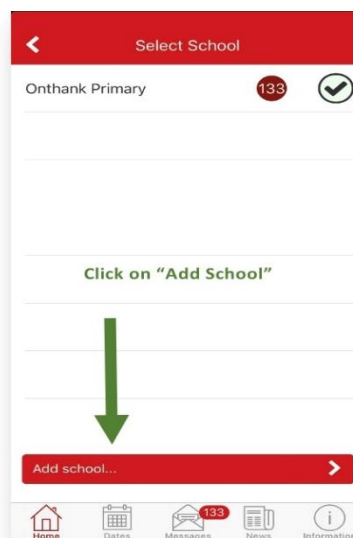 Select School
Onthank Primary 133
Click on “Add School”
Add school...
133
Home Dates Messages News Information